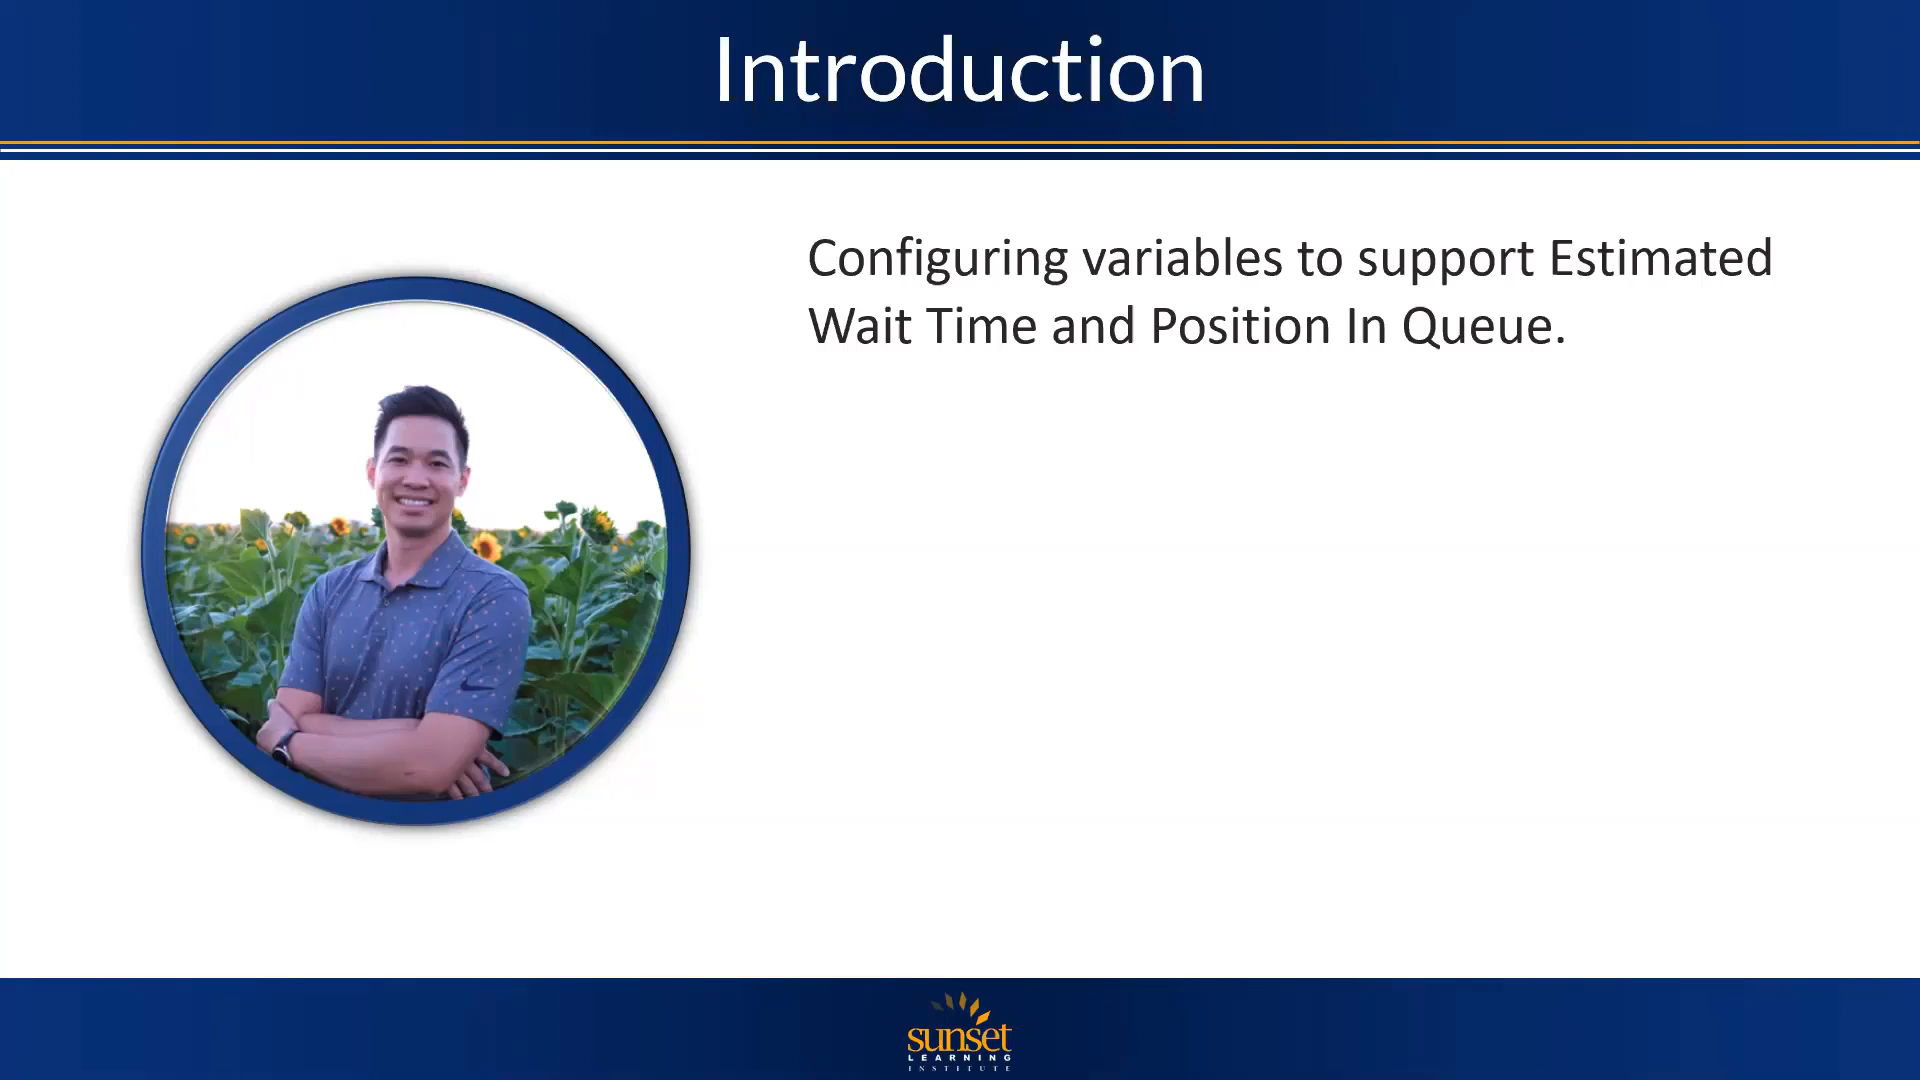 Introduction
Configuring variables to support Estimated
Wait Time and Position In Queue.
sunset
LEARNING
INSTITUTE